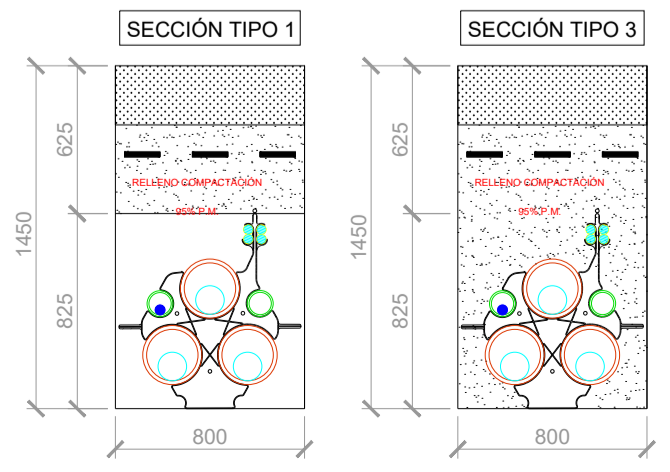 SECCIÓN TIPO 1
SECCIÓN TIPO 3
625
RELLENO COMPACTACIÓN
95% P.M.
1450
825
800
625
RELLENO COMPACTACIÓN
95% P.M.
1450
825
800